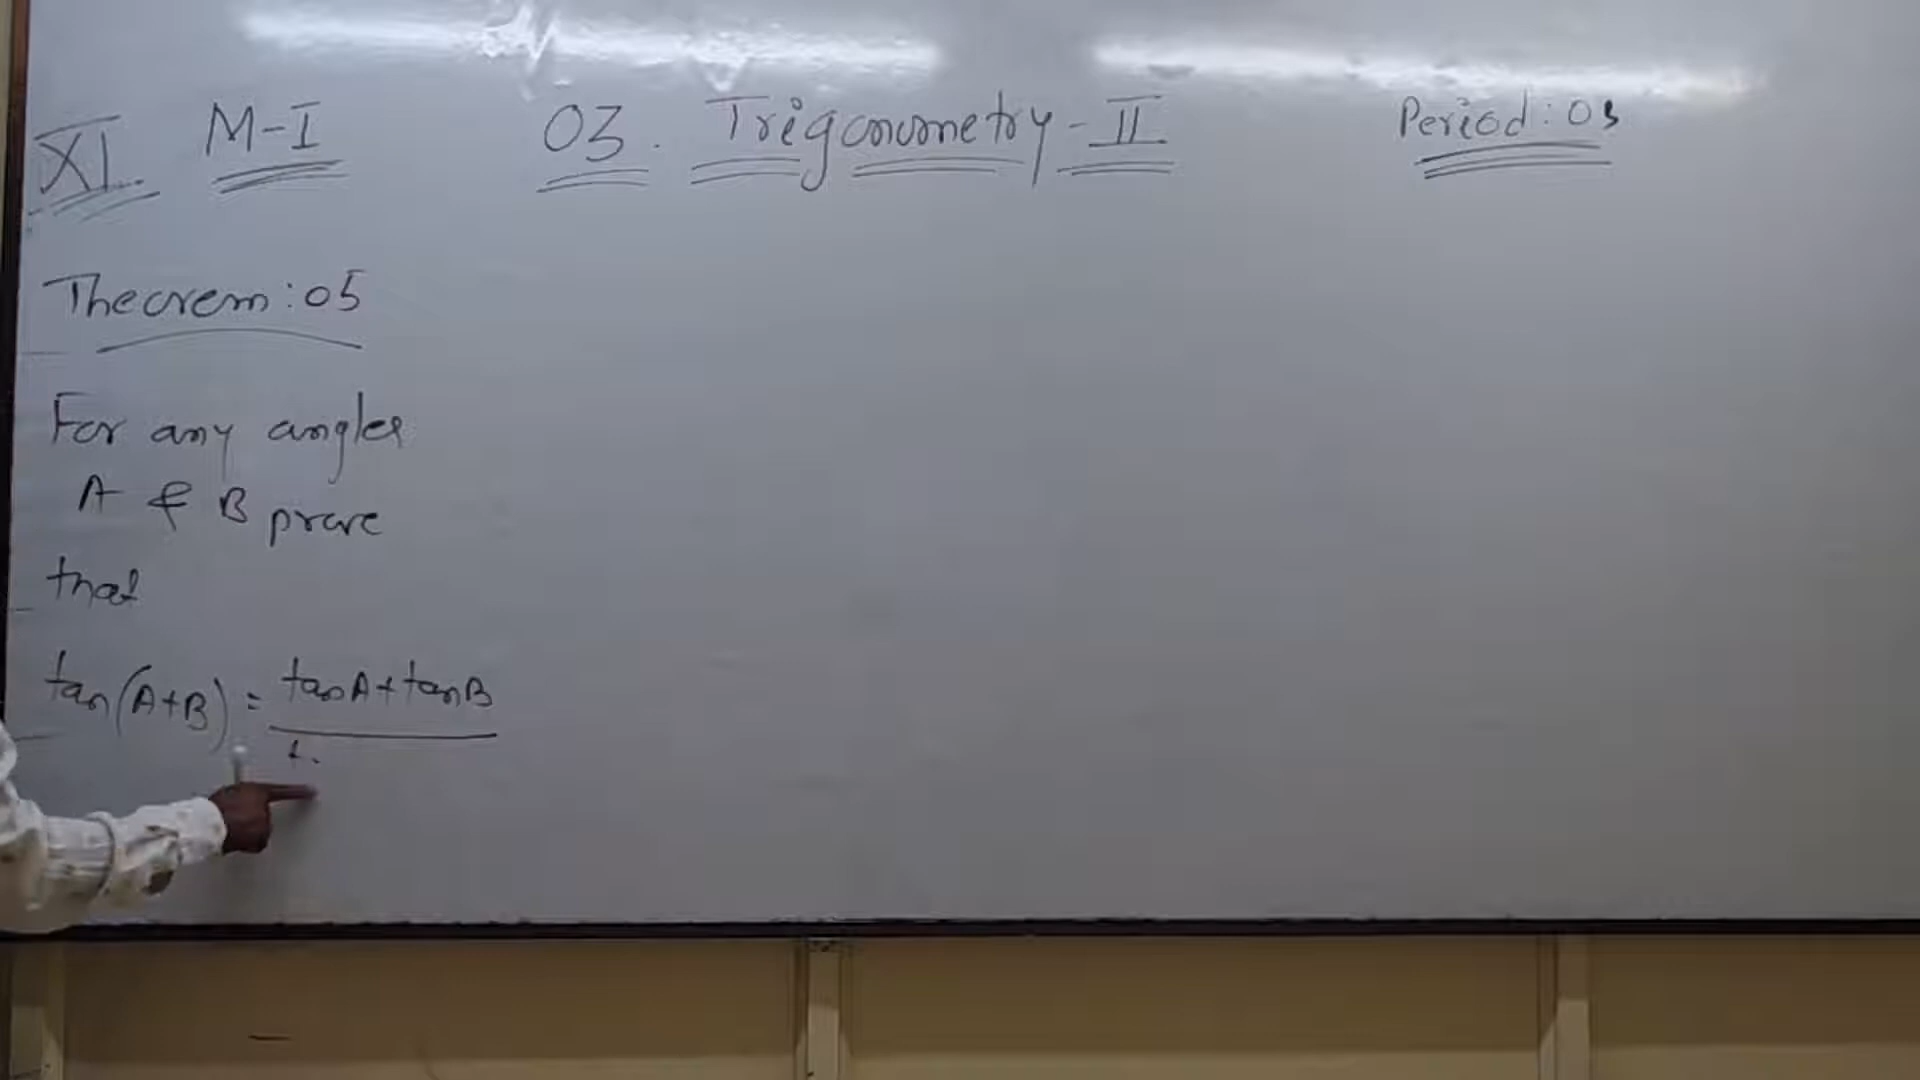 XI M-I 03. Trigonometry-II Period: 03
Theorem: 05
For any angles
A & B prove
that
tan(A+B) = tanA+tanB